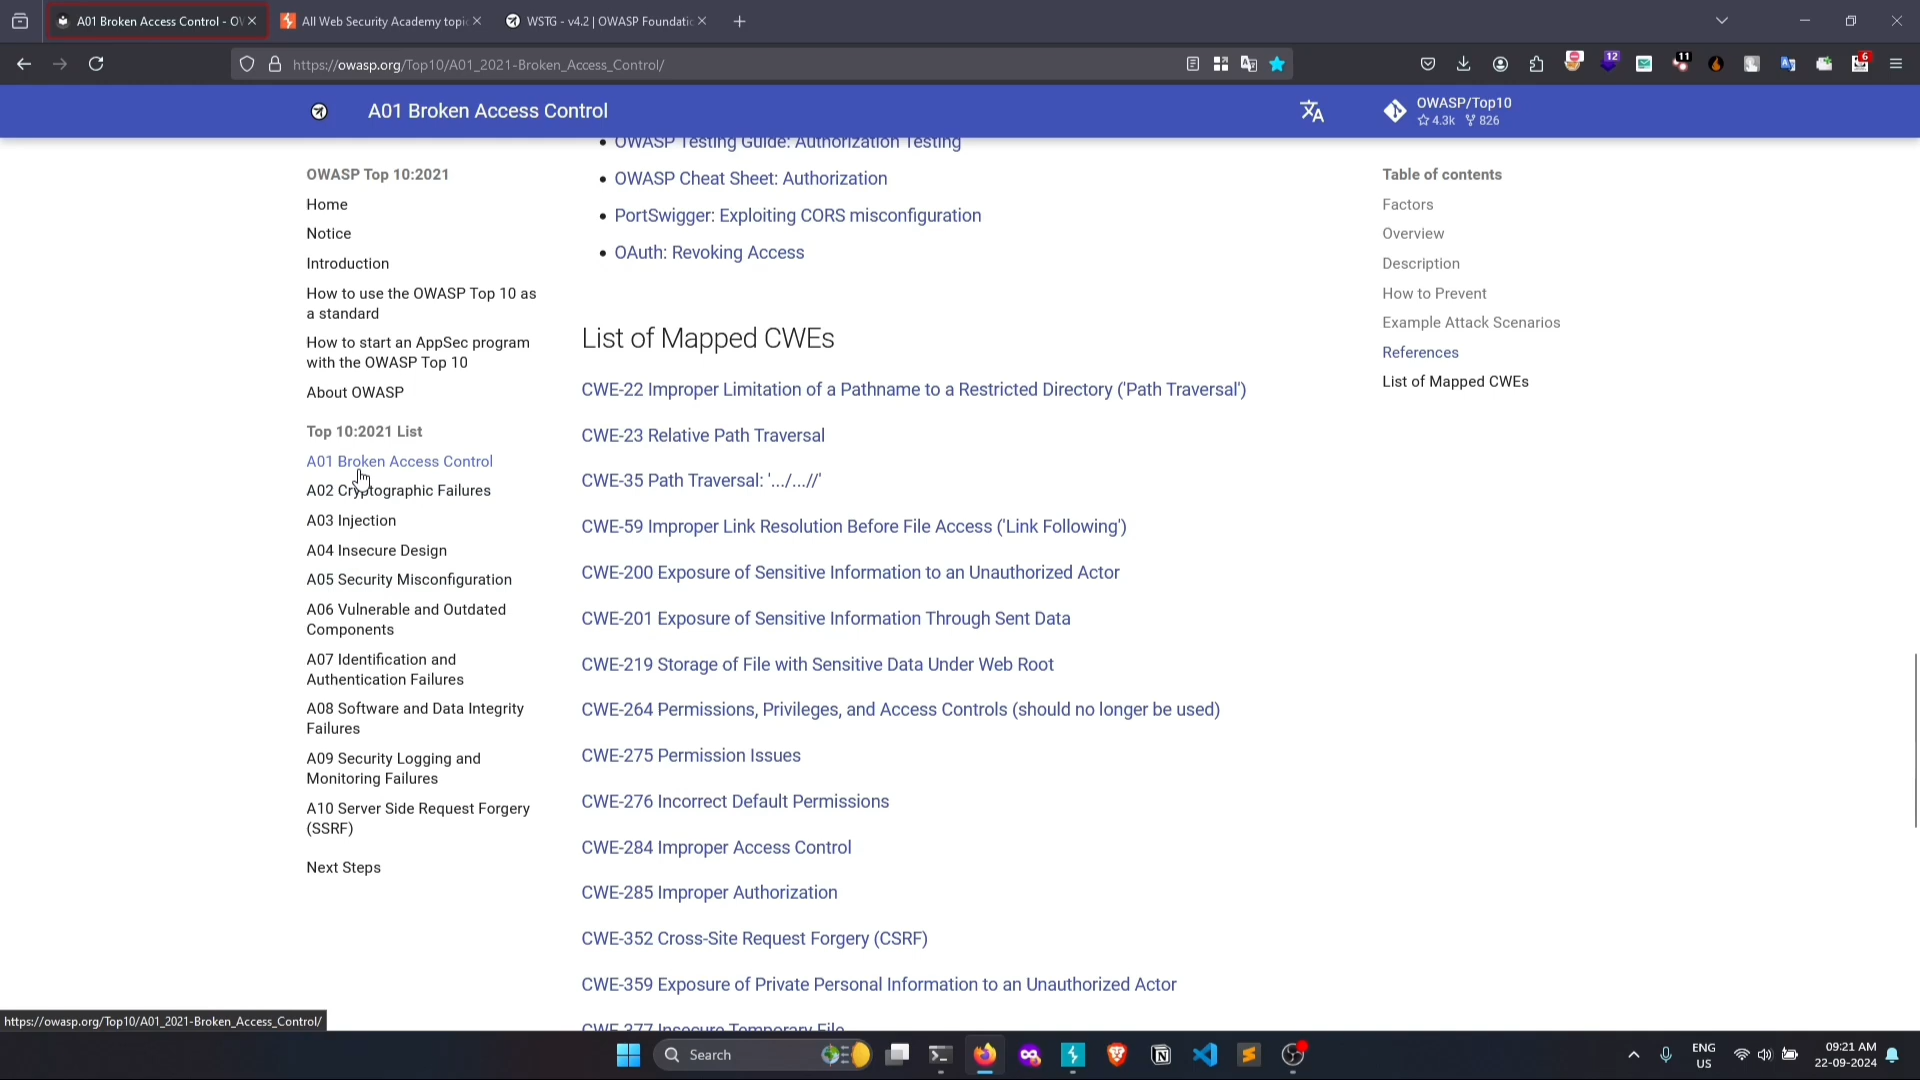 A01 Broken Access Control - O
All Web Security Academy topi
WSTG - v4.2 | OWASP Foundati
https://owasp.org/Top10/A01_2021-Broken_Access_Control/
12
11
6
A01 Broken Access Control
OWASP/Top10
4.3k 826
OWASP Top 10:2021
Home
Notice
Introduction
How to use the OWASP Top 10 as
a standard
How to start an AppSec program
with the OWASP Top 10
About OWASP
Top 10:2021 List
A01 Broken Access Control
A02 Cryptographic Failures
A03 Injection
A04 Insecure Design
A05 Security Misconfiguration
A06 Vulnerable and Outdated
Components
A07 Identification and
Authentication Failures
A08 Software and Data Integrity
Failures
A09 Security Logging and
Monitoring Failures
A10 Server Side Request Forgery
(SSRF)
Next Steps
OWASP Testing Guide: Authorization Testing
OWASP Cheat Sheet: Authorization
PortSwigger: Exploiting CORS misconfiguration
OAuth: Revoking Access
List of Mapped CWEs
CWE-22 Improper Limitation of a Pathname to a Restricted Directory ('Path Traversal')
CWE-23 Relative Path Traversal
CWE-35 Path Traversal: '.../...//'
CWE-59 Improper Link Resolution Before File Access ('Link Following')
CWE-200 Exposure of Sensitive Information to an Unauthorized Actor
CWE-201 Exposure of Sensitive Information Through Sent Data
CWE-219 Storage of File with Sensitive Data Under Web Root
CWE-264 Permissions, Privileges, and Access Controls (should no longer be used)
CWE-275 Permission Issues
CWE-276 Incorrect Default Permissions
CWE-284 Improper Access Control
CWE-285 Improper Authorization
CWE-352 Cross-Site Request Forgery (CSRF)
CWE-359 Exposure of Private Personal Information to an Unauthorized Actor
CWE-377 Insecure Temporary File
Table of contents
Factors
Overview
Description
How to Prevent
Example Attack Scenarios
References
List of Mapped CWEs
https://owasp.org/Top10/A01_2021-Broken_Access_Control/
Search
ENG
US
09:21 AM
22-09-2024